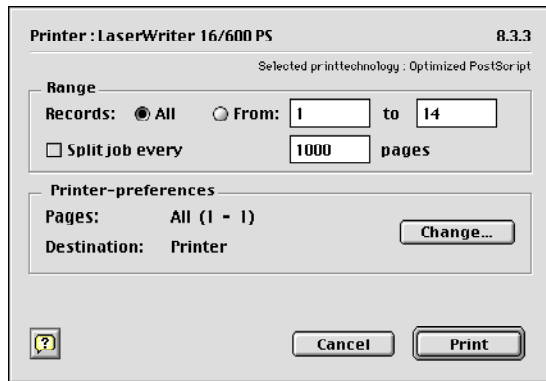 Printer : LaserWriter 16/600 PS 8.3.3
Selected printtechnology : Optimized PostScript
Range
Records: All From: 1 to 14
Split job every 1000 pages
Printer-preferences
Pages: All (1 - 1)
Destination: Printer
Change...
? Cancel Print